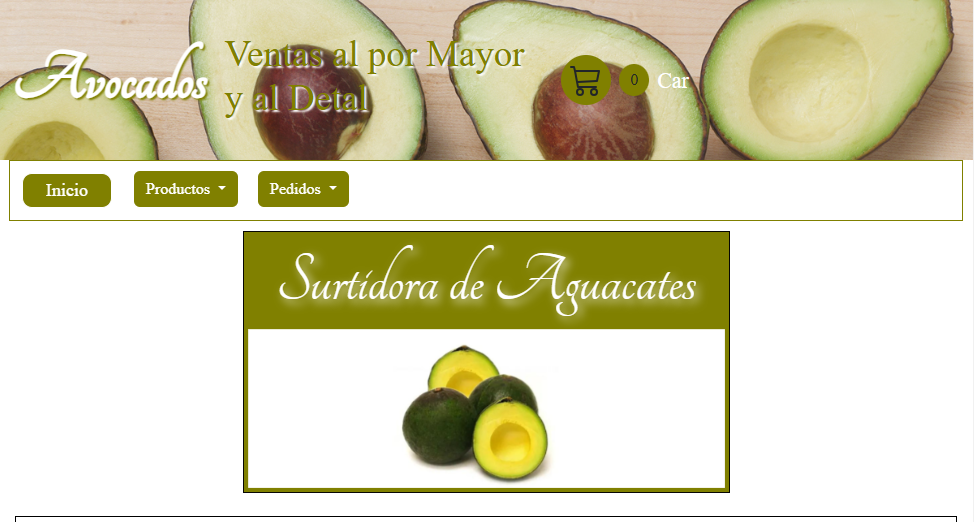 Avocados
Ventas al por Mayor
y al Detal
0
Car
Inicio
Productos
Pedidos
Surtidora de Aguacates